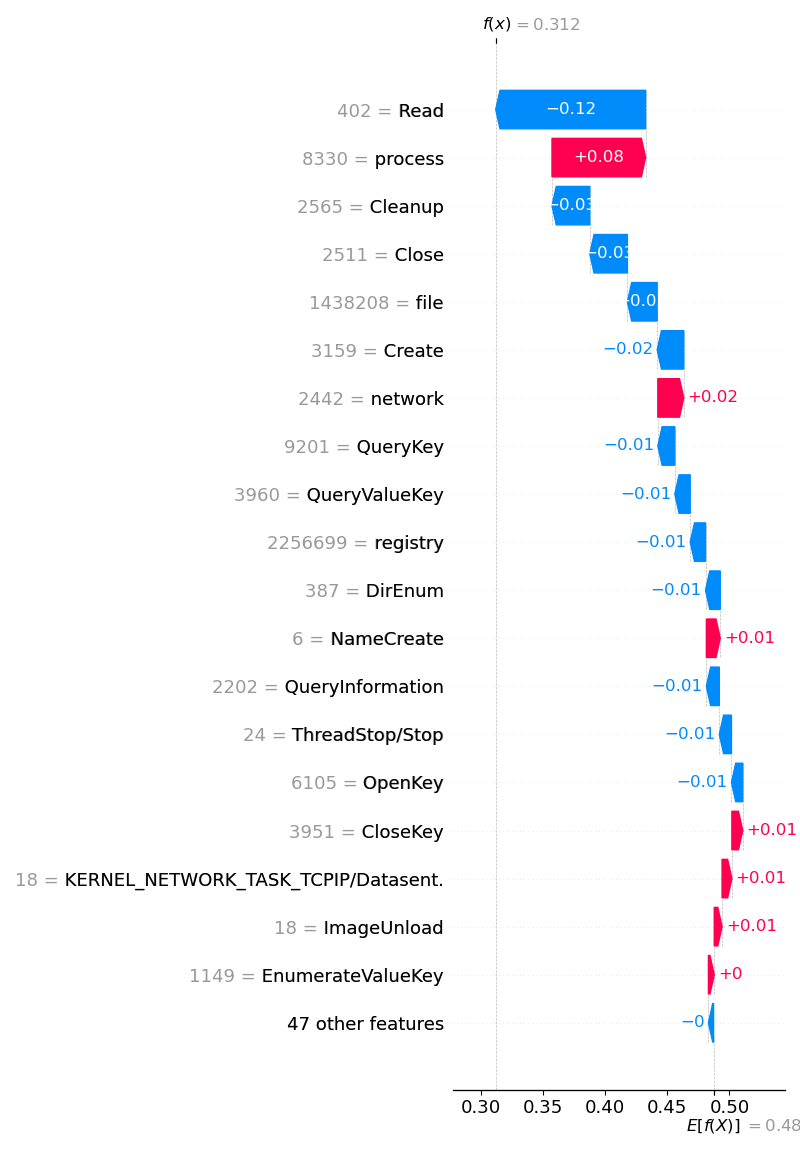 f(x) = 0.312
402 = Read −0.12
8330 = process +0.08
2565 = Cleanup −0.03
2511 = Close −0.03
1438208 = file −0.0
3159 = Create −0.02
2442 = network +0.02
9201 = QueryKey −0.01
3960 = QueryValueKey −0.01
2256699 = registry −0.01
387 = DirEnum −0.01
6 = NameCreate +0.01
2202 = QueryInformation −0.01
24 = ThreadStop/Stop −0.01
6105 = OpenKey −0.01
3951 = CloseKey +0.01
18 = KERNEL_NETWORK_TASK_TCPIP/Datasent. +0.01
18 = ImageUnload +0.01
1149 = EnumerateValueKey +0
47 other features −0
0.30 0.35 0.40 0.45 0.50
E[f(X)] = 0.48